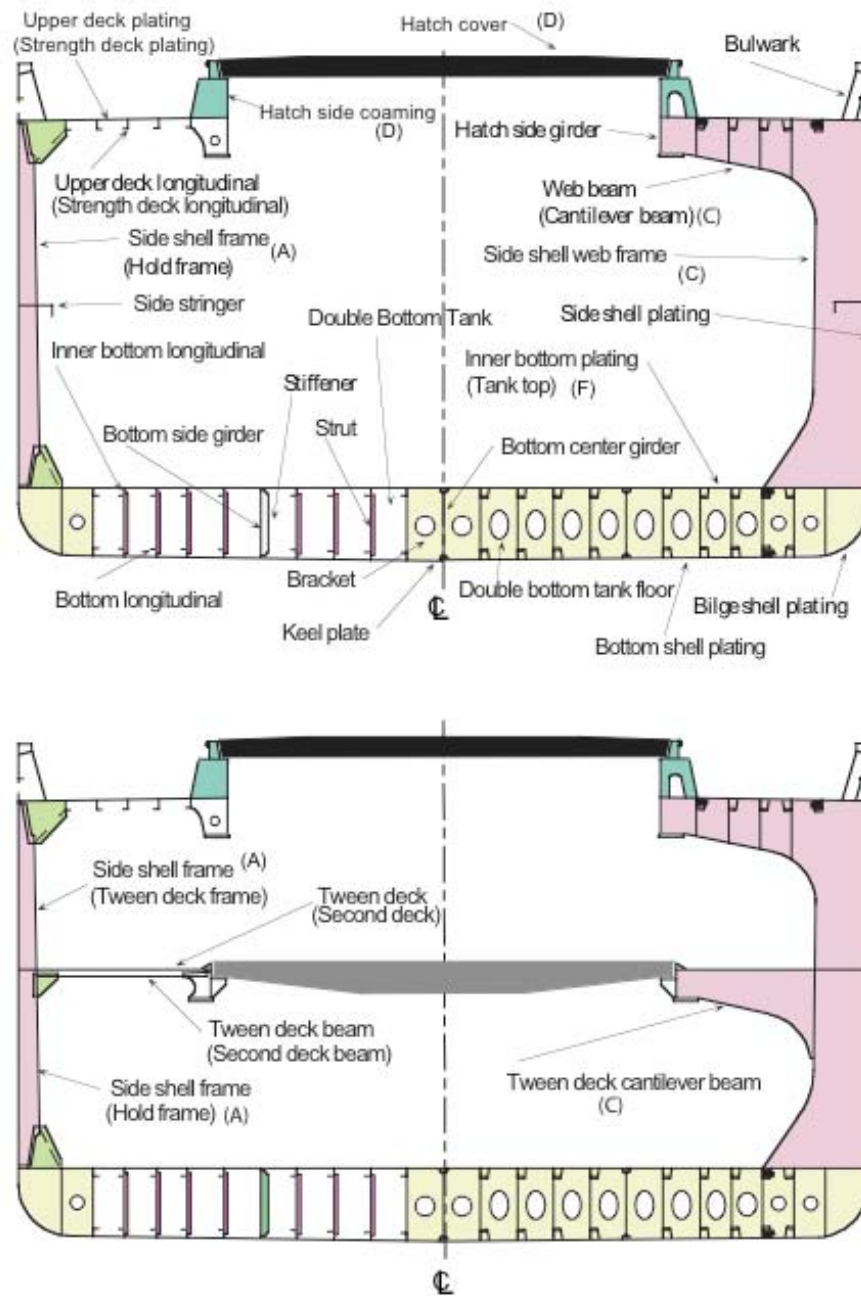 Upper deck plating
(Strength deck plating)
Hatch cover (D)
Bulwark
Hatch side coaming
(D)
Hatch side girder
Upper deck longitudinal
(Strength deck longitudinal)
Web beam
(Cantilever beam) (C)
Side shell frame (A)
(Hold frame)
Side shell web frame (C)
Side stringer
Double Bottom Tank
Side shell plating
Inner bottom longitudinal
Inner bottom plating
(Tank top) (F)
Stiffener
Bottom side girder
Strut
Bottom center girder
Bracket
Double bottom tank floor
Bottom longitudinal
Bilge shell plating
Keel plate
℄
Bottom shell plating
Side shell frame (A)
(Tween deck frame)
Tween deck
(Second deck)
Tween deck beam
(Second deck beam)
Side shell frame
(Hold frame) (A)
Tween deck cantilever beam
(C)
℄